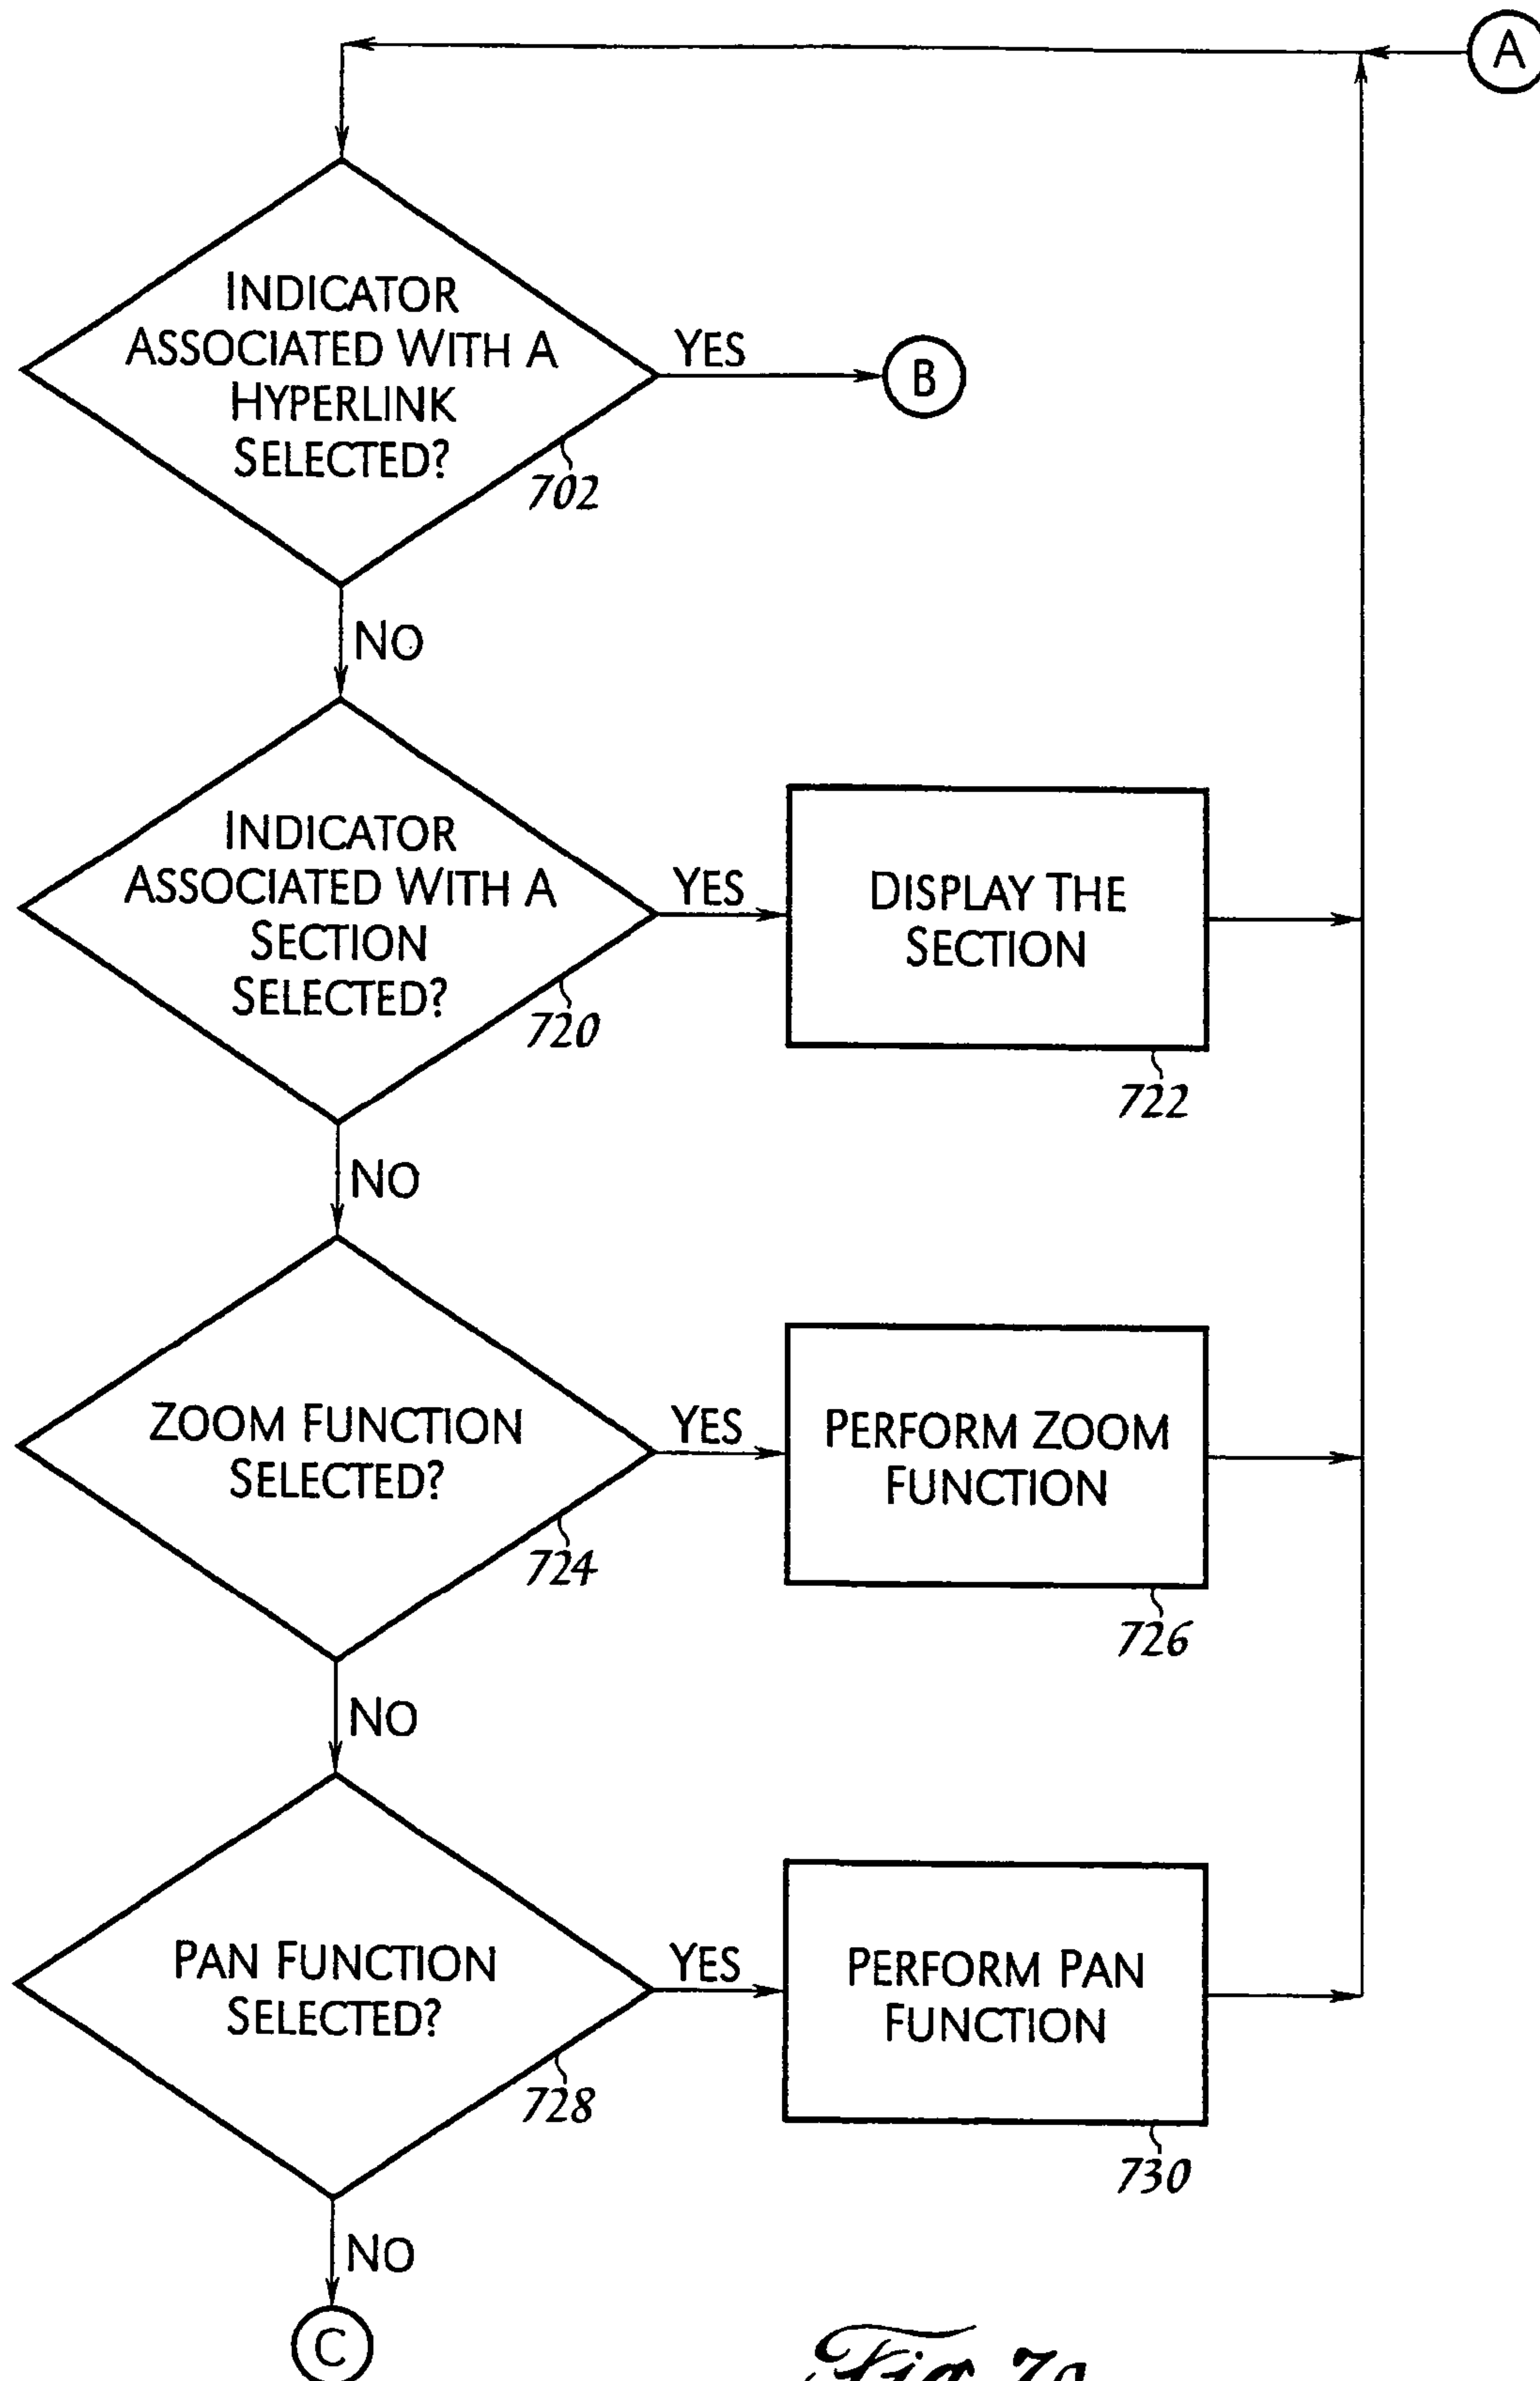 A
INDICATOR
ASSOCIATED WITH A
HYPERLINK
SELECTED?
YES
B
702
NO
INDICATOR
ASSOCIATED WITH A
SECTION
SELECTED?
YES
DISPLAY THE
SECTION
720
722
NO
ZOOM FUNCTION
SELECTED?
YES
PERFORM ZOOM
FUNCTION
724
726
NO
PAN FUNCTION
SELECTED?
YES
PERFORM PAN
FUNCTION
728
730
NO
C
Fig 7a